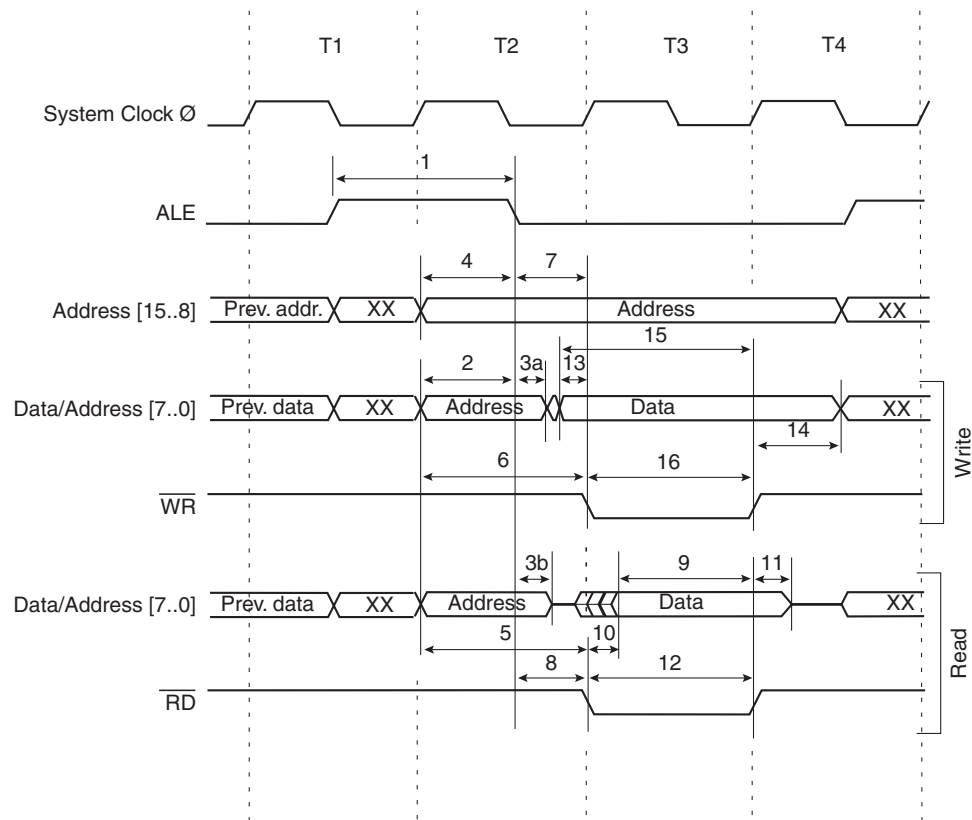 T1 T2 T3 T4
System Clock Ø
1
ALE
4 7
Address [15..8] Prev. addr. XX Address XX
15
2 3a 13
Data/Address [7..0] Prev. data XX Address Data XX
14
6 16
WR
Write
3b 9 11
Data/Address [7..0] Prev. data XX Address Data XX
5 10
8 12
RD
Read